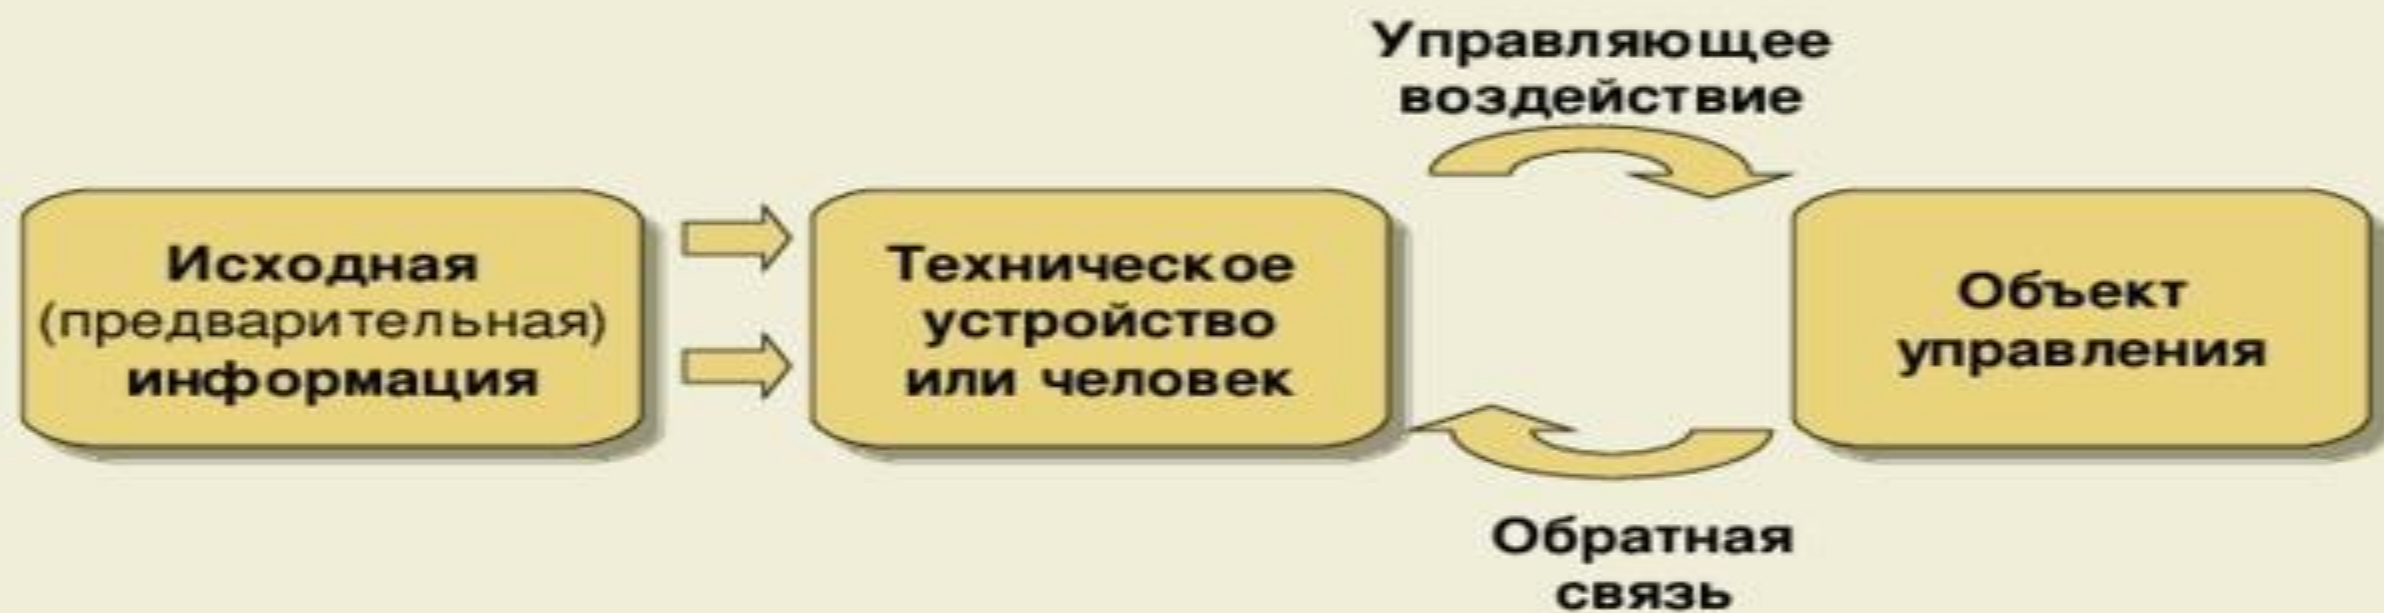 Управляющее
воздействие
Исходная
(предварительная)
информация
Техническое
устройство
или человек
Объект
управления
Обратная
связь